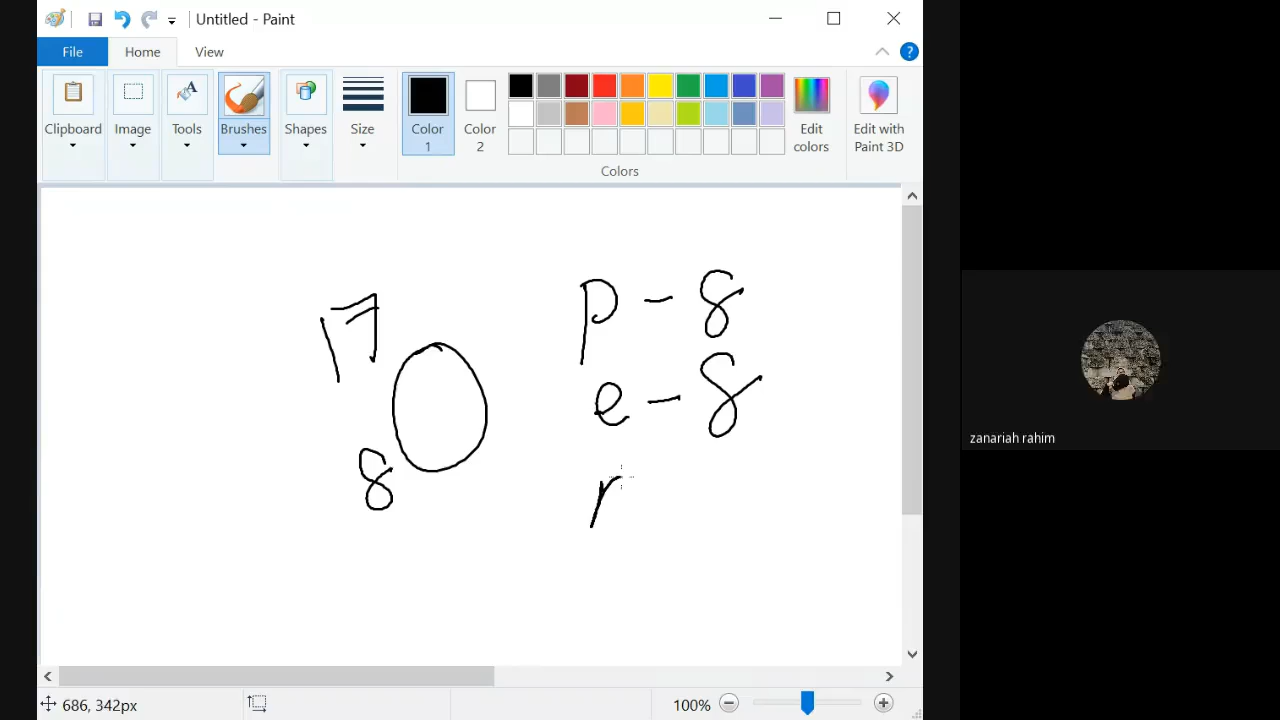 Untitled - Paint
File Home View
Clipboard Image Tools Brushes Shapes Size Color 1 Color 2 Edit colors Edit with Paint 3D
Colors
17
O
8
p - 8
e - 8
r
zanariah rahim
686, 342px
100%